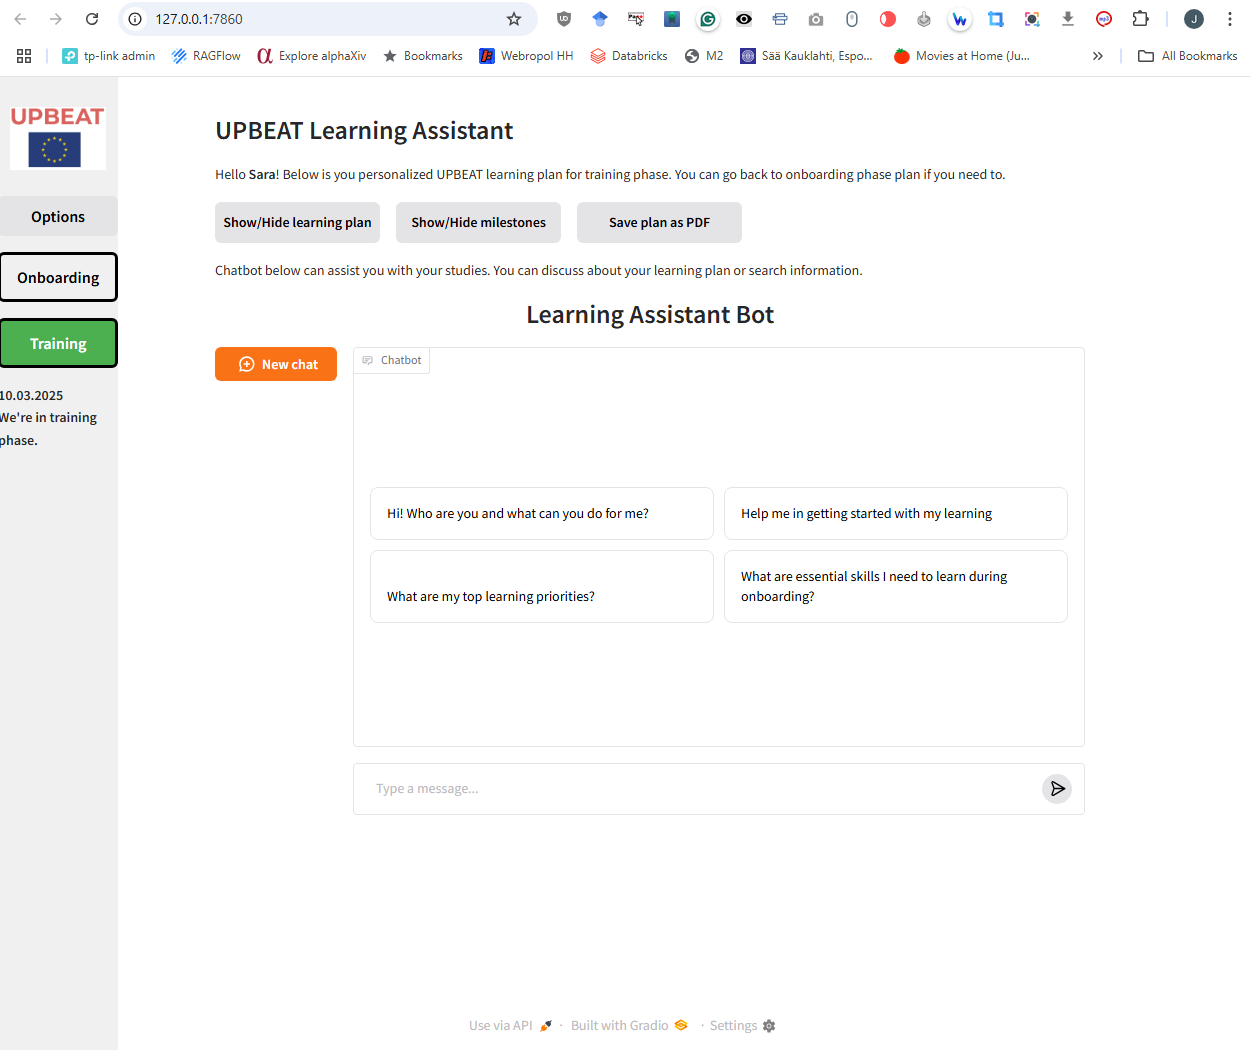 127.0.0.1:7860
tp-link admin
RAGFlow
Explore alphaXiv
Bookmarks
Webropol HH
Databricks
M2
Sää Kauklahti, Espo...
Movies at Home (Ju...
All Bookmarks
UPBEAT
Options
Onboarding
Training
10.03.2025
We're in training
phase.
UPBEAT Learning Assistant
Hello Sara! Below is you personalized UPBEAT learning plan for training phase. You can go back to onboarding phase plan if you need to.
Show/Hide learning plan
Show/Hide milestones
Save plan as PDF
Chatbot below can assist you with your studies. You can discuss about your learning plan or search information.
Learning Assistant Bot
New chat
Chatbot
Hi! Who are you and what can you do for me?
Help me in getting started with my learning
What are my top learning priorities?
What are essential skills I need to learn during
onboarding?
Type a message...
Use via API · Built with Gradio · Settings